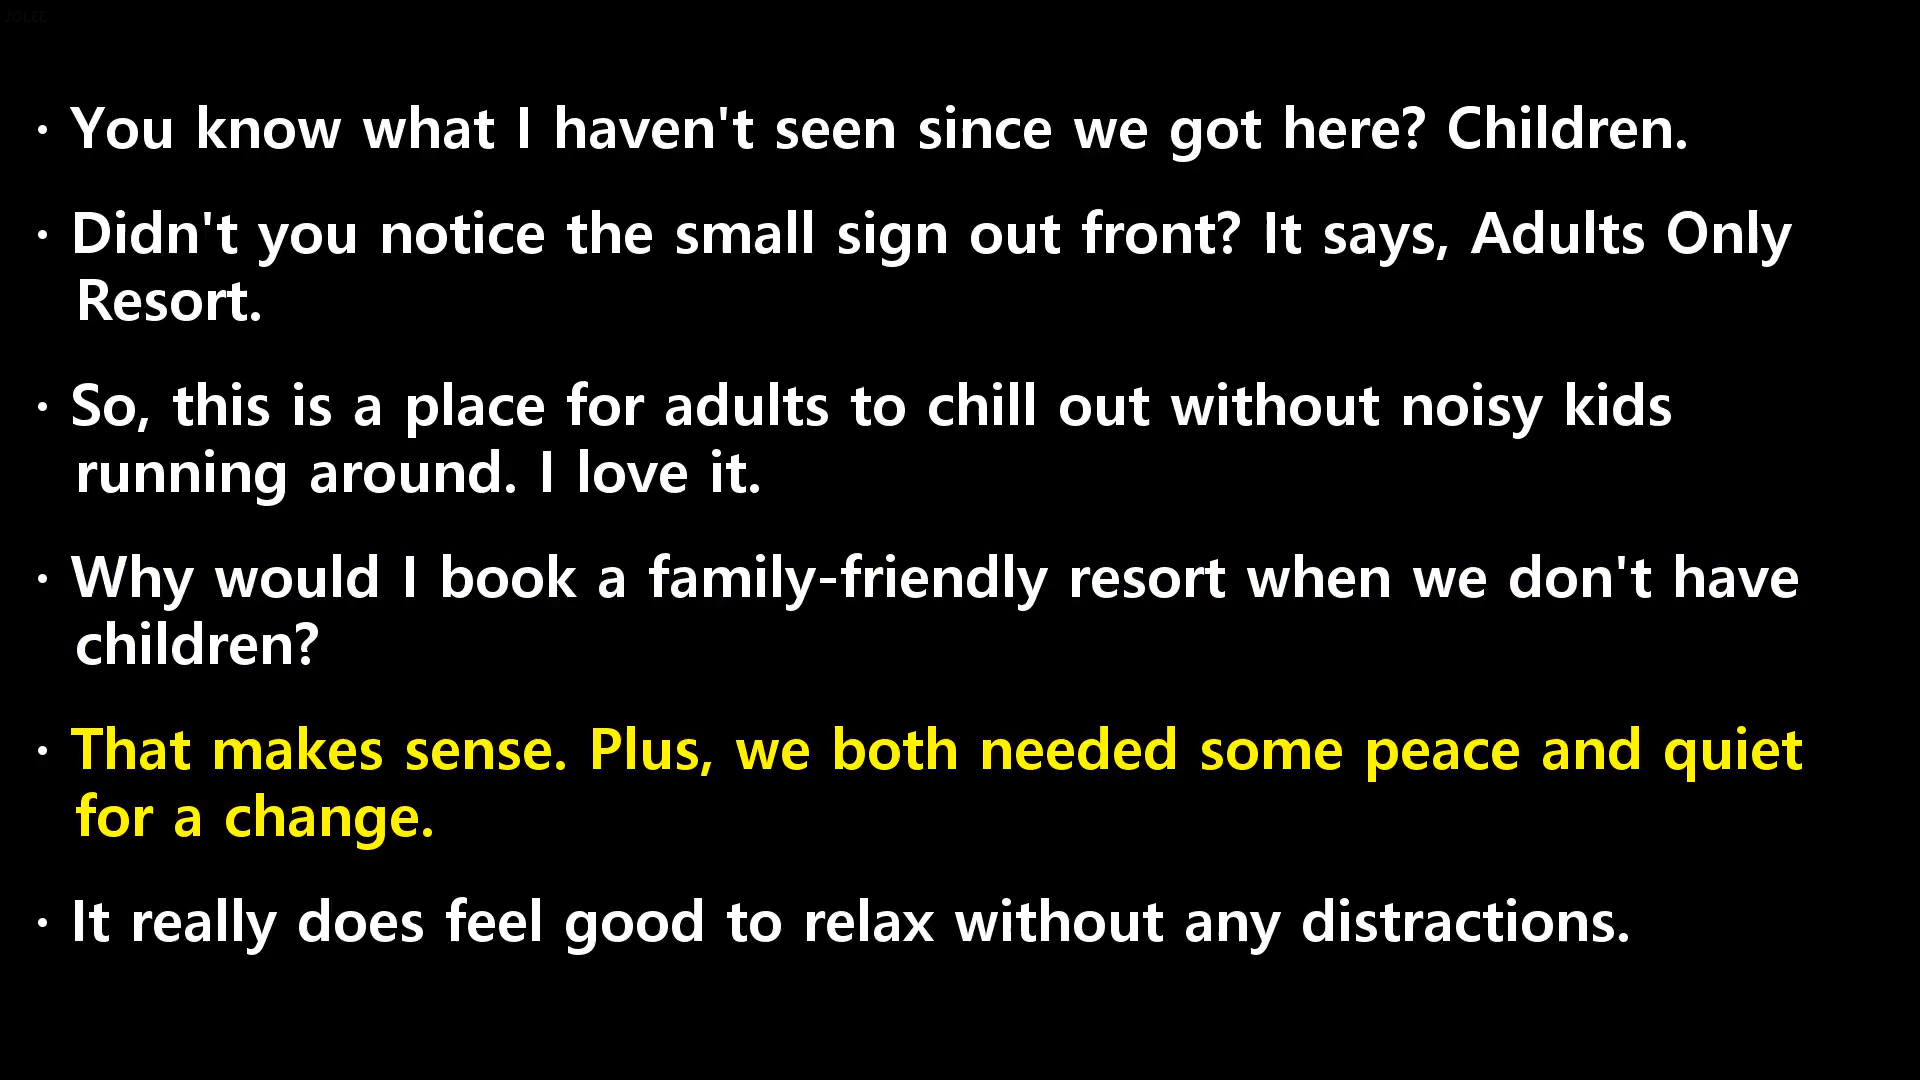 JOLEE
· You know what I haven't seen since we got here? Children.
· Didn't you notice the small sign out front? It says, Adults Only
Resort.
· So, this is a place for adults to chill out without noisy kids
running around. I love it.
· Why would I book a family-friendly resort when we don't have
children?
· That makes sense. Plus, we both needed some peace and quiet
for a change.
· It really does feel good to relax without any distractions.